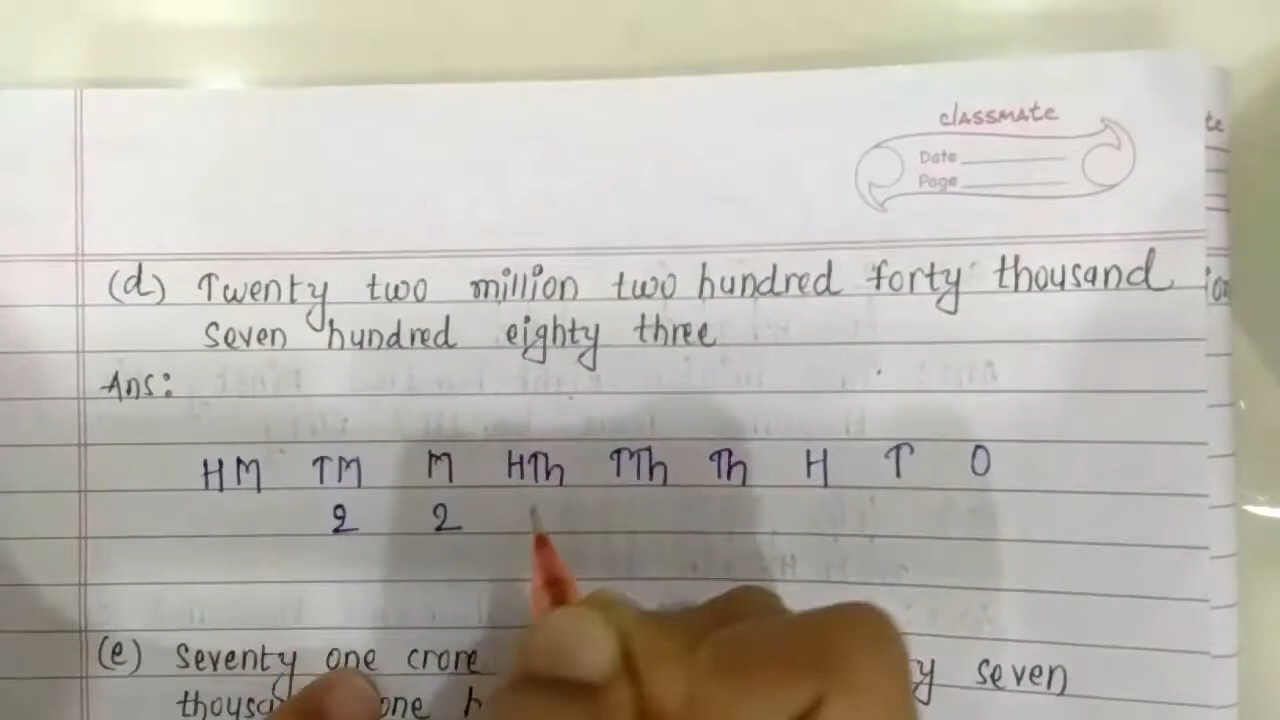 classmate
Date
Page
te
(d) Twenty two million two hundred forty thousand
seven hundred eighty three
Ans:
HM TM M HTh TTh Th H T O
2 2
(e) Seventy one crore seven
one